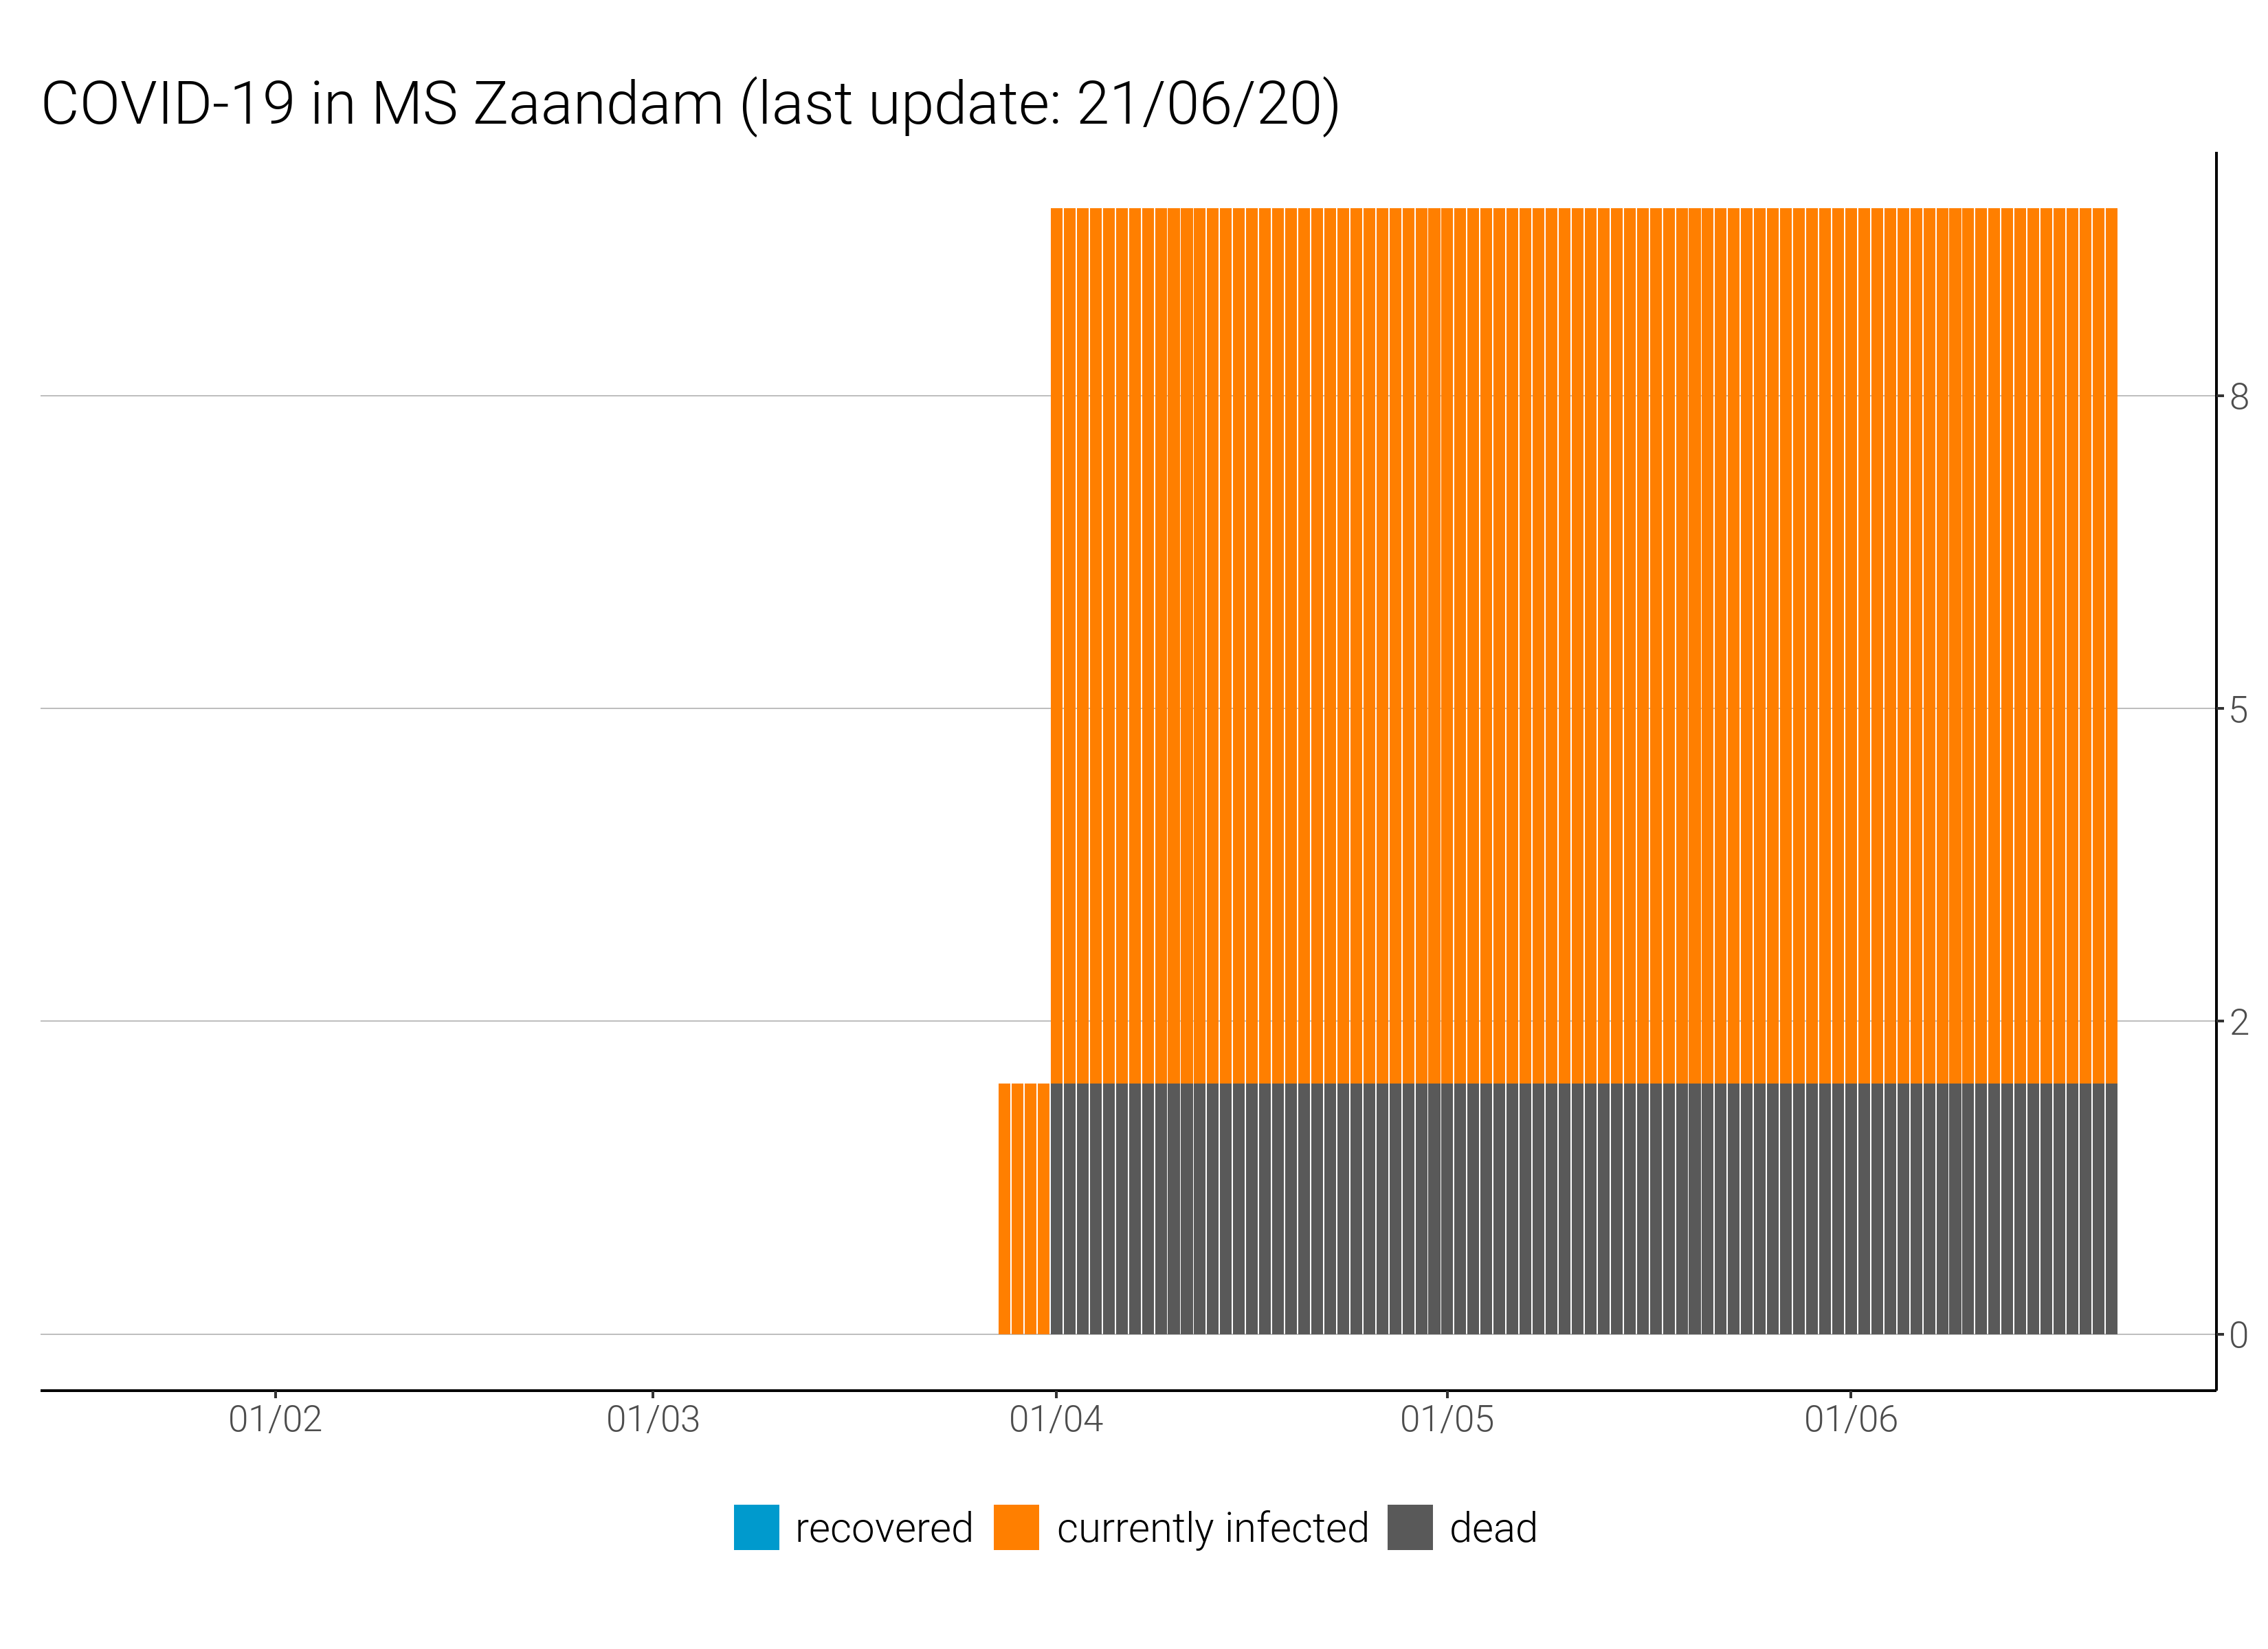 COVID-19 in MS Zaandam (last update: 21/06/20)
8
5
2
0
01/02 01/03 01/04 01/05 01/06
recovered currently infected dead